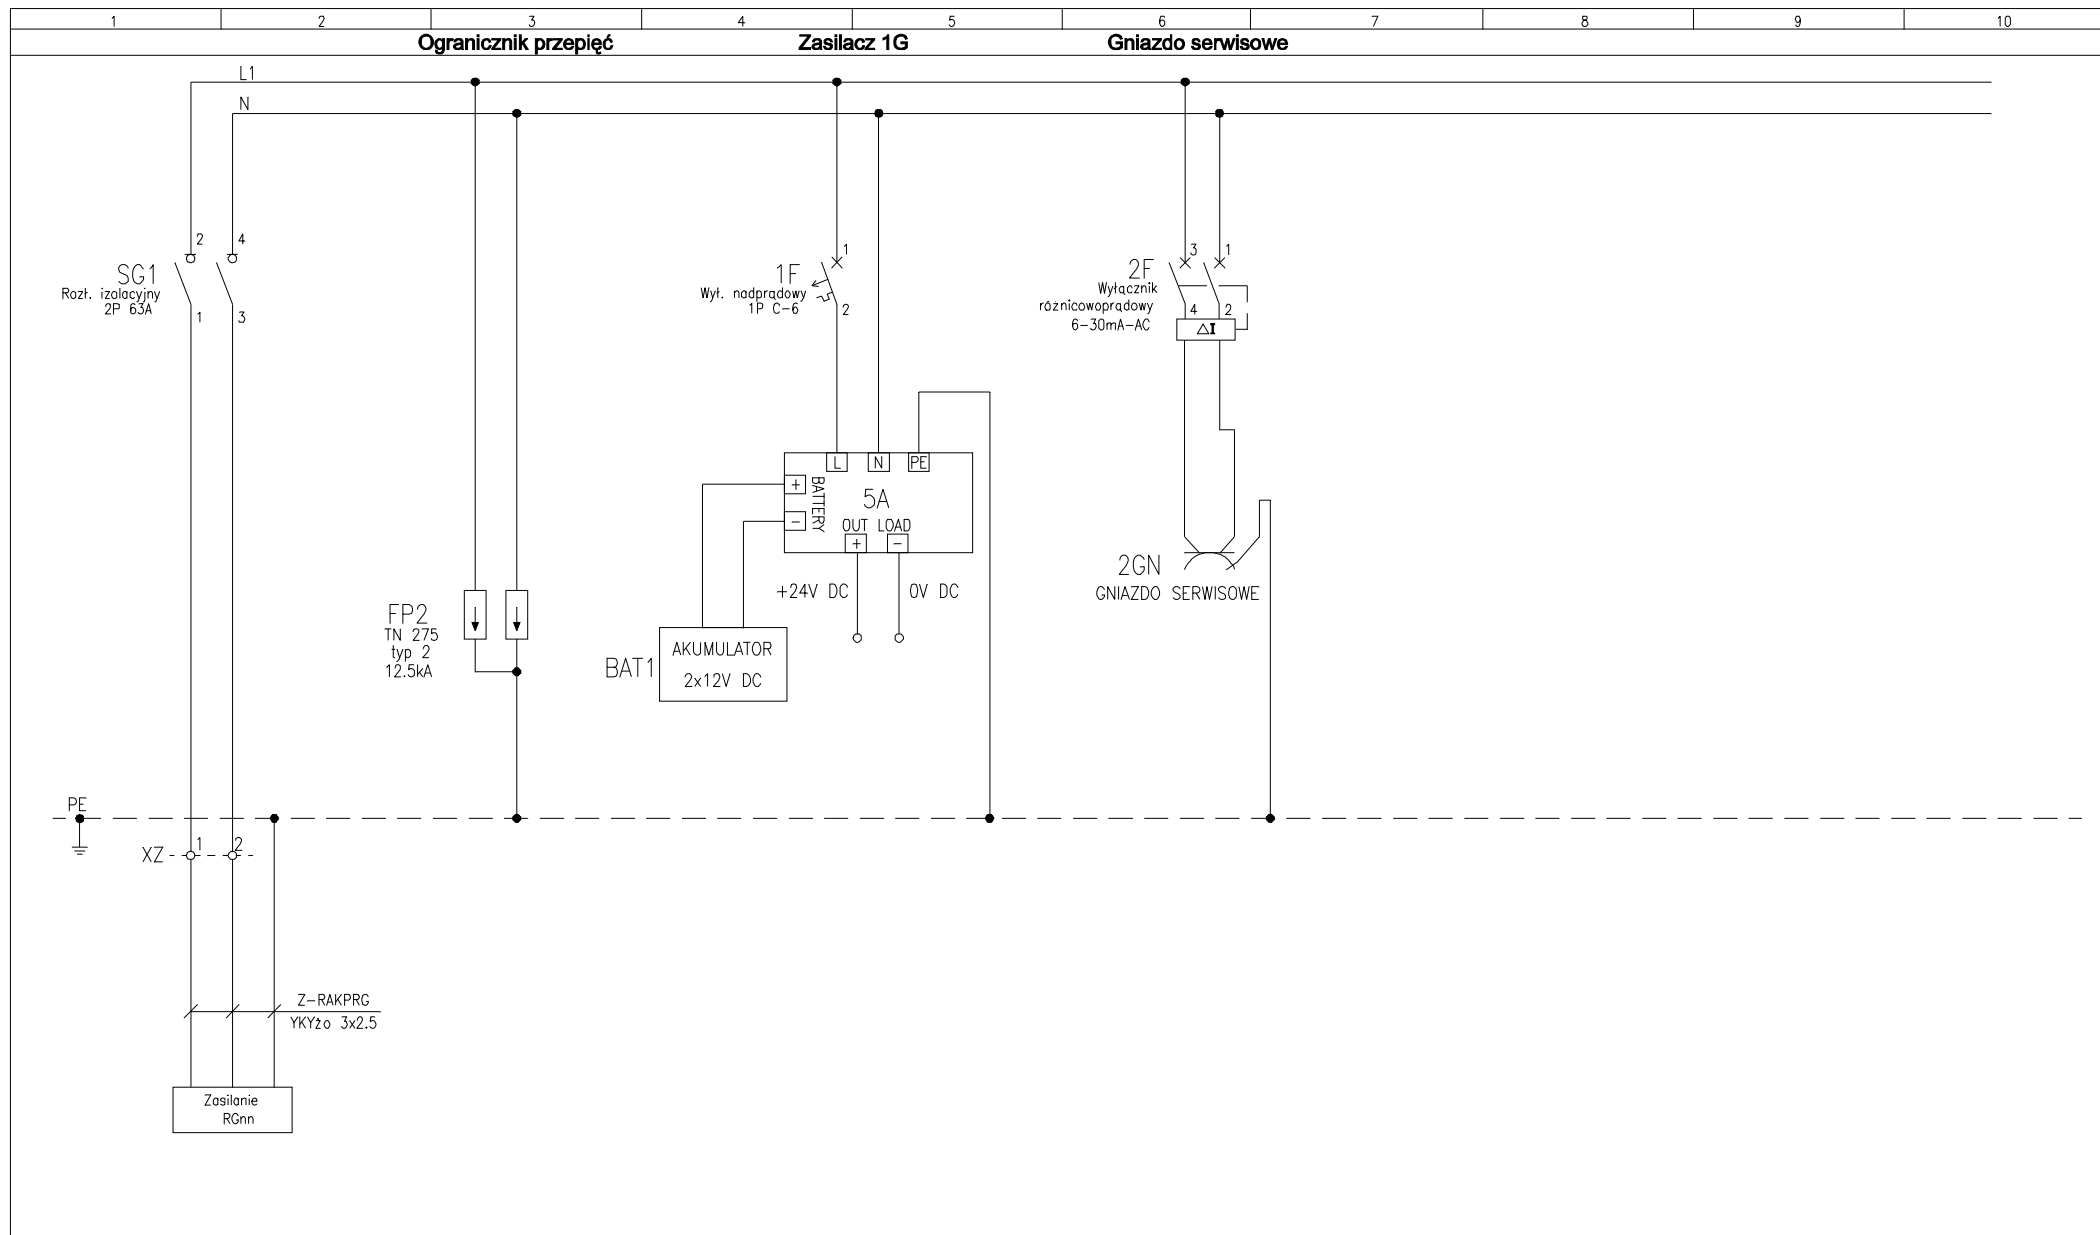 1 2 3 4 5 6 7 8 9 10
Ogranicznik przepięć Zasilacz 1G Gniazdo serwisowe
L1
N
2 4
SG1
Rozł. izolacyjny
2P 63A
1 3
1
1F
Wył. nadprądowy
1P C-6
2
3 1
2F
Wyłącznik
różnicowoprądowy
6-30mA-AC
4 2
ΔI
L N PE
+
-
BATTERY
5A
OUT LOAD
+ -
+24V DC 0V DC
FP2
TN 275
typ 2
12.5kA
BAT1
AKUMULATOR
2x12V DC
2GN
GNIAZDO SERWISOWE
PE
XZ 1 2
Z-RAKPRG
YKYżo 3x2.5
Zasilanie
RGnn